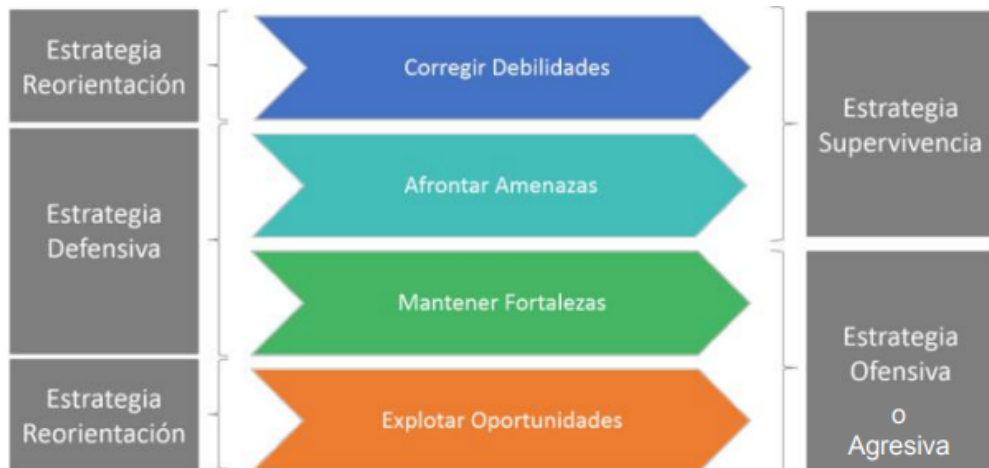 Estrategia
Reorientación
Corregir Debilidades
Estrategia
Supervivencia
Afrontar Amenazas
Estrategia
Defensiva
Mantener Fortalezas
Estrategia
Ofensiva
o
Agresiva
Estrategia
Reorientación
Explotar Oportunidades